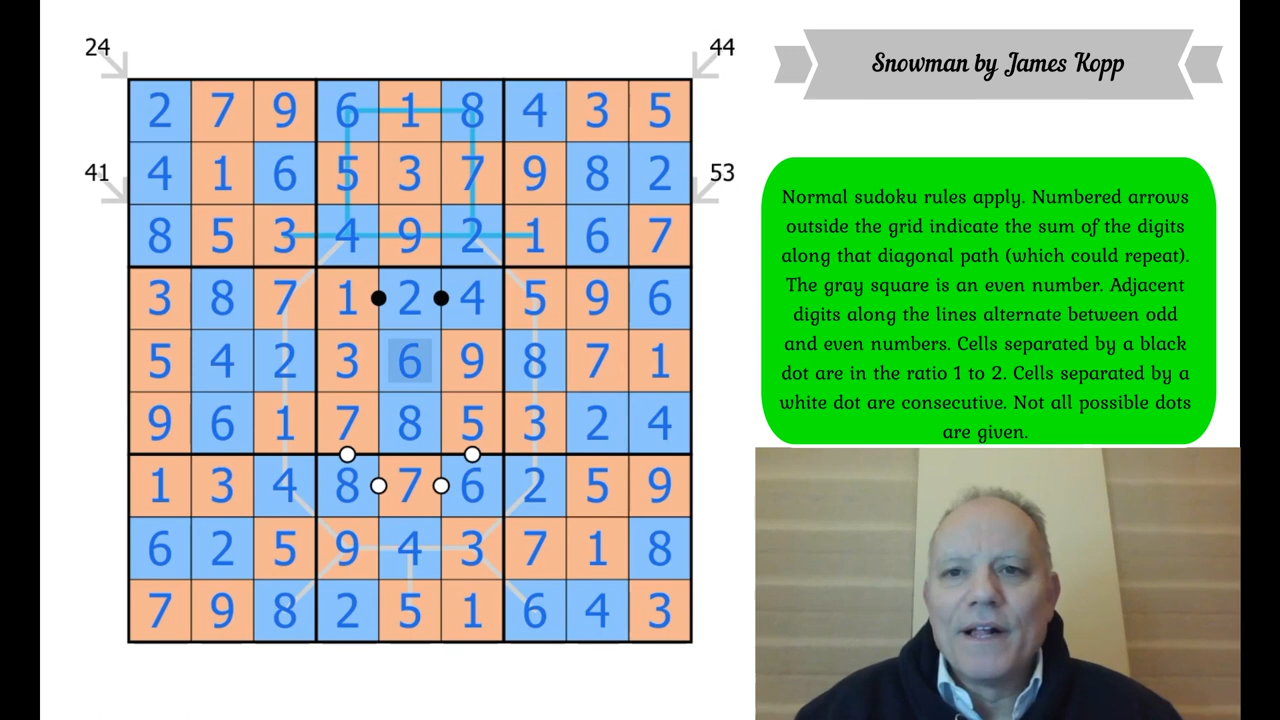 24
44
Snowman by James Kopp
2 7 9 6 1 8 4 3 5
41
53
4 1 6 5 3 7 9 8 2
Normal sudoku rules apply. Numbered arrows
outside the grid indicate the sum of the digits
along that diagonal path (which could repeat).
The gray square is an even number. Adjacent
digits along the lines alternate between odd
and even numbers. Cells separated by a black
dot are in the ratio 1 to 2. Cells separated by a
white dot are consecutive. Not all possible dots
are given.
8 5 3 4 9 2 1 6 7
3 8 7 1 2 4 5 9 6
5 4 2 3 6 9 8 7 1
9 6 1 7 8 5 3 2 4
1 3 4 8 7 6 2 5 9
6 2 5 9 4 3 7 1 8
7 9 8 2 5 1 6 4 3